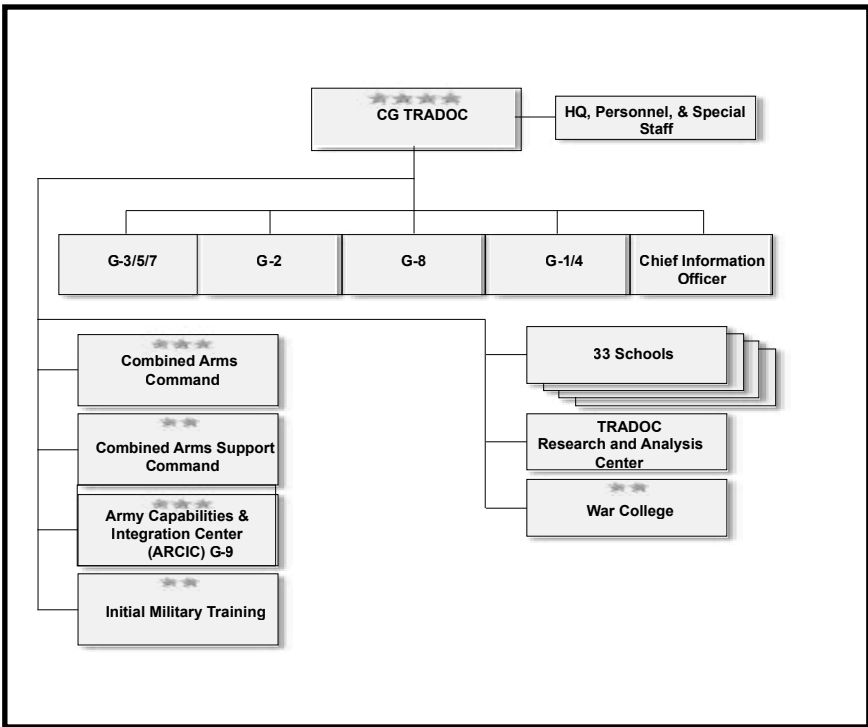 CG TRADOC
HQ, Personnel, & Special
Staff
G-3/5/7
G-2
G-8
G-1/4
Chief Information
Officer
Combined Arms
Command
Combined Arms Support
Command
Army Capabilities &
Integration Center
(ARCIC) G-9
Initial Military Training
33 Schools
TRADOC
Research and Analysis
Center
War College